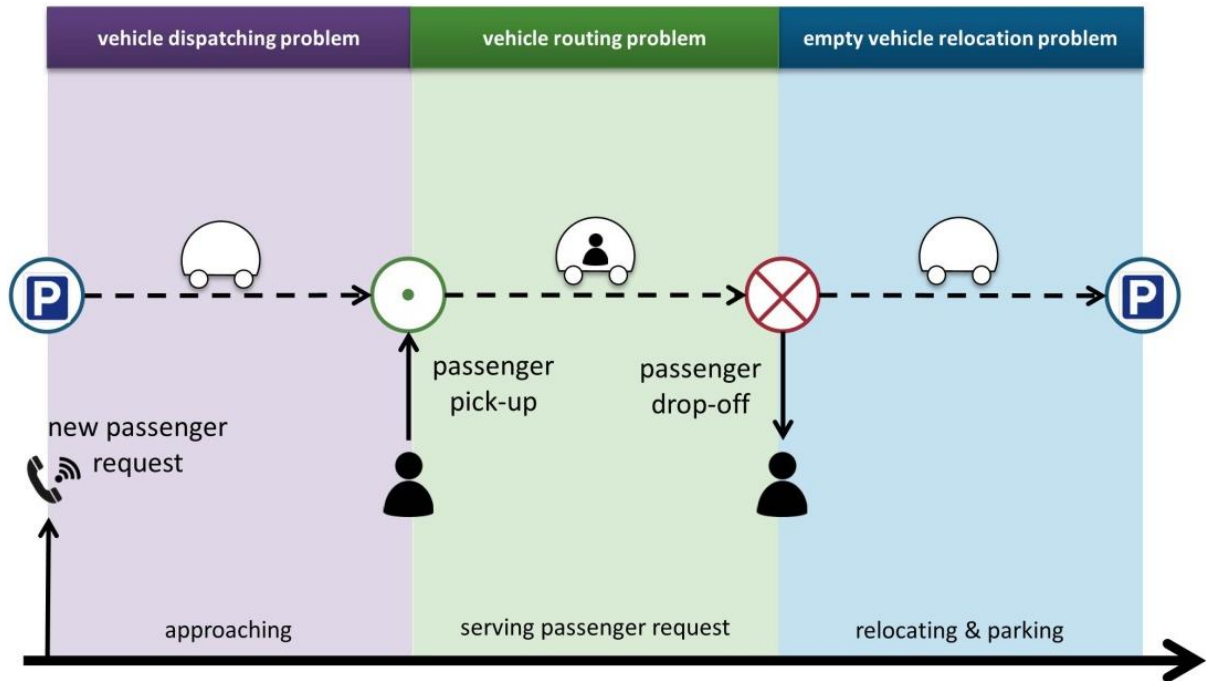 vehicle dispatching problem
vehicle routing problem
empty vehicle relocation problem
P
P
passenger
pick-up
passenger
drop-off
new passenger
request
approaching
serving passenger request
relocating & parking